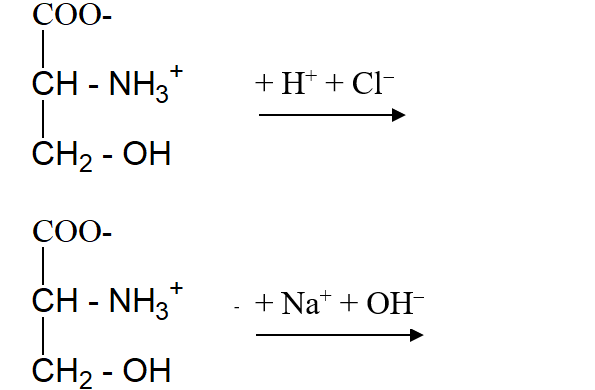 COO-
CH - NH₃⁺ + H⁺ + Cl⁻
CH₂ - OH
COO-
CH - NH₃⁺ - + Na⁺ + OH⁻
CH₂ - OH